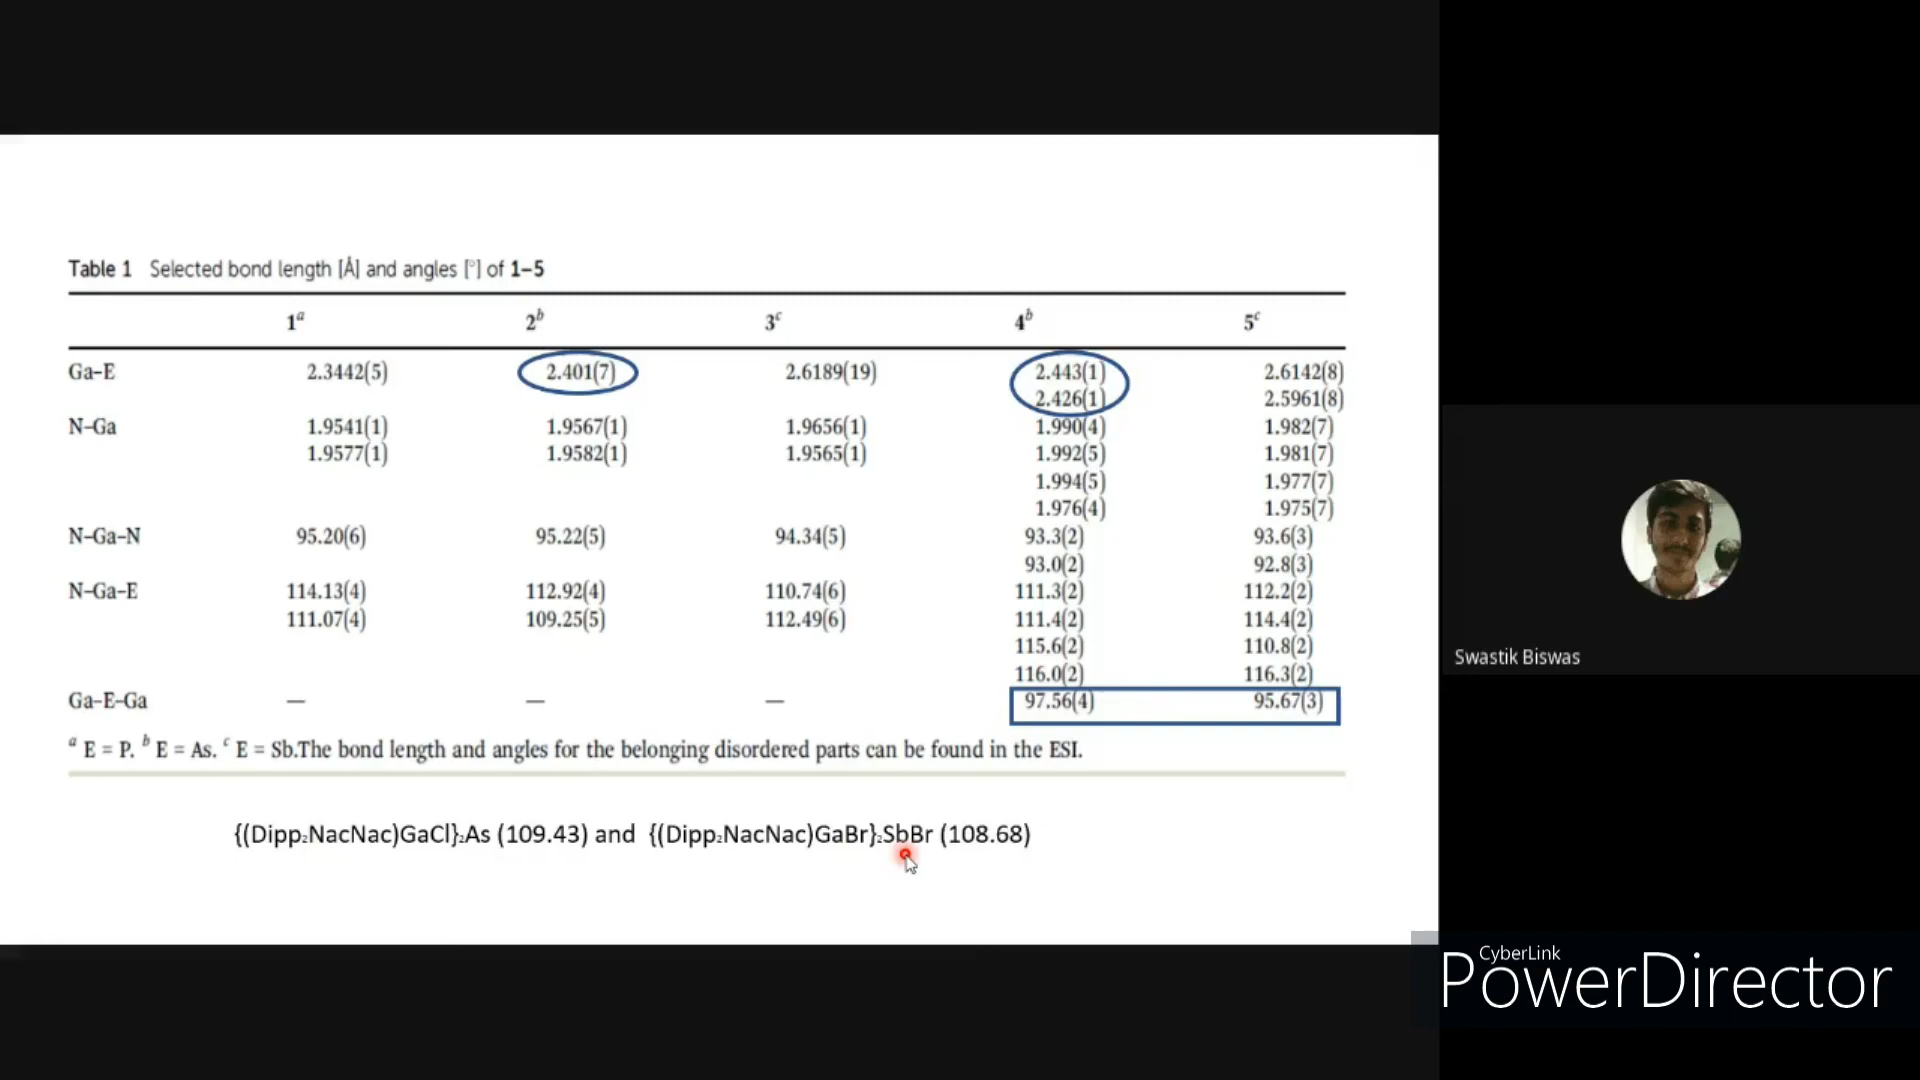 Table 1 Selected bond length [Å] and angles [°] of 1–5
1ᵃ 2ᵇ 3ᶜ 4ᵇ 5ᶜ
Ga–E 2.3442(5) 2.401(7) 2.6189(19) 2.443(1) 2.6142(8)
2.426(1) 2.5961(8)
N–Ga 1.9541(1) 1.9567(1) 1.9656(1) 1.990(4) 1.982(7)
1.9577(1) 1.9582(1) 1.9565(1) 1.992(5) 1.981(7)
1.994(5) 1.977(7)
1.976(4) 1.975(7)
N–Ga–N 95.20(6) 95.22(5) 94.34(5) 93.3(2) 93.6(3)
93.0(2) 92.8(3)
N–Ga–E 114.13(4) 112.92(4) 110.74(6) 111.3(2) 112.2(2)
111.07(4) 109.25(5) 112.49(6) 111.4(2) 114.4(2)
115.6(2) 110.8(2)
116.0(2) 116.3(2)
Ga–E–Ga — — — 97.56(4) 95.67(3)
ᵃ E = P. ᵇ E = As. ᶜ E = Sb.The bond length and angles for the belonging disordered parts can be found in the ESI.
{(Dipp₂NacNac)GaCl}₂As (109.43) and {(Dipp₂NacNac)GaBr}₂SbBr (108.68)
Swastik Biswas
CyberLink
PowerDirector